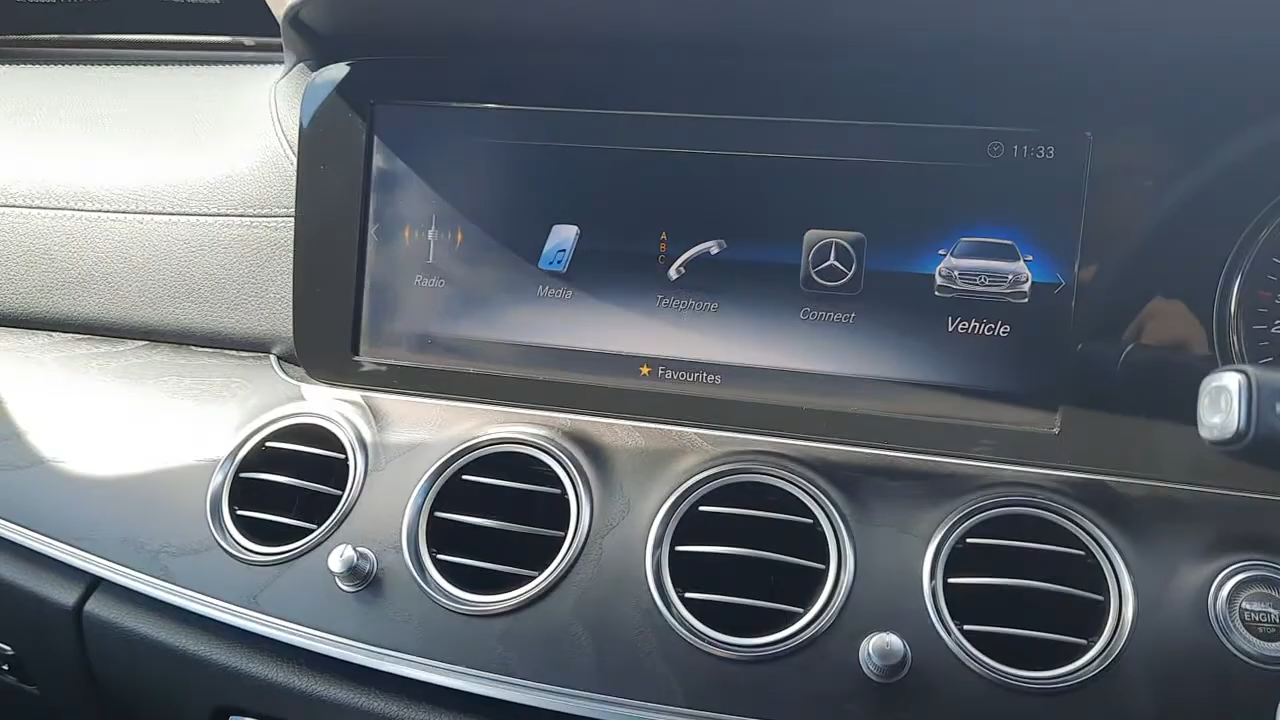 11:33
Radio
Media
A
B
C
Telephone
Connect
Vehicle
Favourites
ENGIN
STOP